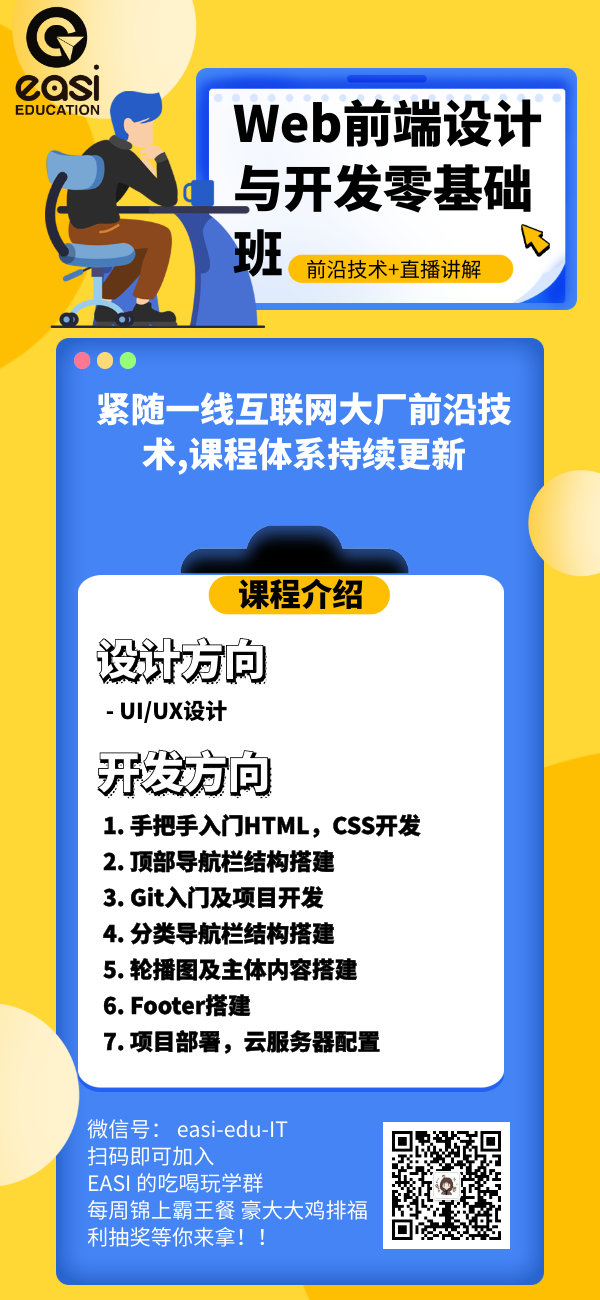 easi
EDUCATION
Web前端设计
与开发零基础
班
前沿技术+直播讲解
紧随一线互联网大厂前沿技
术,课程体系持续更新
课程介绍
设计方向
- UI/UX设计
开发方向
1. 手把手入门HTML，CSS开发
2. 顶部导航栏结构搭建
3. Git入门及项目开发
4. 分类导航栏结构搭建
5. 轮播图及主体内容搭建
6. Footer搭建
7. 项目部署，云服务器配置
微信号： easi-edu-IT
扫码即可加入
EASI 的吃喝玩学群
每周锦上霸王餐 豪大大鸡排福
利抽奖等你来拿！！